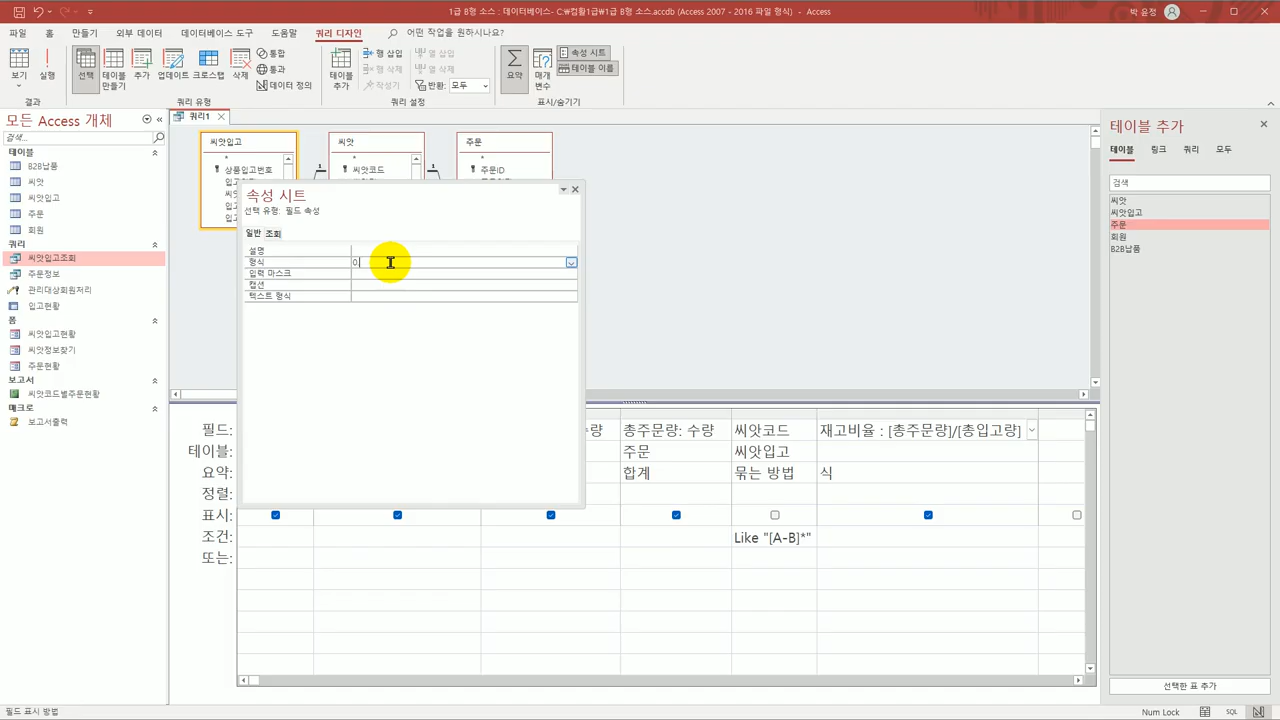 1급 B형 소스 : 데이터베이스- C:₩컴활1급₩1급 B형 소스.accdb (Access 2007 - 2016 파일 형식) - Access
박 윤정
파일 홈 만들기 외부 데이터 데이터베이스 도구 도움말 쿼리 디자인 어떤 작업을 원하시나요?
보기 실행 선택 테이블 만들기 추가 업데이트 크로스탭 삭제 통합 통과 데이터 정의 테이블 추가 행 삽입 행 삭제 작성기 열 삽입 열 삭제 반환: 모두 요약 매개 변수 속성 시트 테이블 이름
결과 쿼리 유형 쿼리 설정 표시/숨기기
모든 Access 개체
검색...
테이블
B2B납품
씨앗
씨앗입고
주문
회원
쿼리
씨앗입고조회
주문정보
관리대상회원처리
입고현황
폼
씨앗입고현황
씨앗정보찾기
주문현황
보고서
씨앗코드별주문현황
매크로
보고서출력
쿼리1
씨앗입고
*
상품입고번호
씨앗
*
씨앗코드
주문
*
주문ID
1 1
속성 시트
선택 유형: 필드 속성
일반 조회
설명
형식 0
입력 마스크
캡션
텍스트 형식
필드: 총주문량: 수량 씨앗코드 재고비율 : [총주문량]/[총입고량]
테이블: 주문 씨앗입고
요약: 합계 묶는 방법 식
정렬:
표시:
조건: Like "[A-B]*"
또는:
테이블 추가
테이블 링크 쿼리 모두
검색
씨앗
씨앗입고
주문
회원
B2B납품
선택한 표 추가
필드 표시 방법
Num Lock SQL